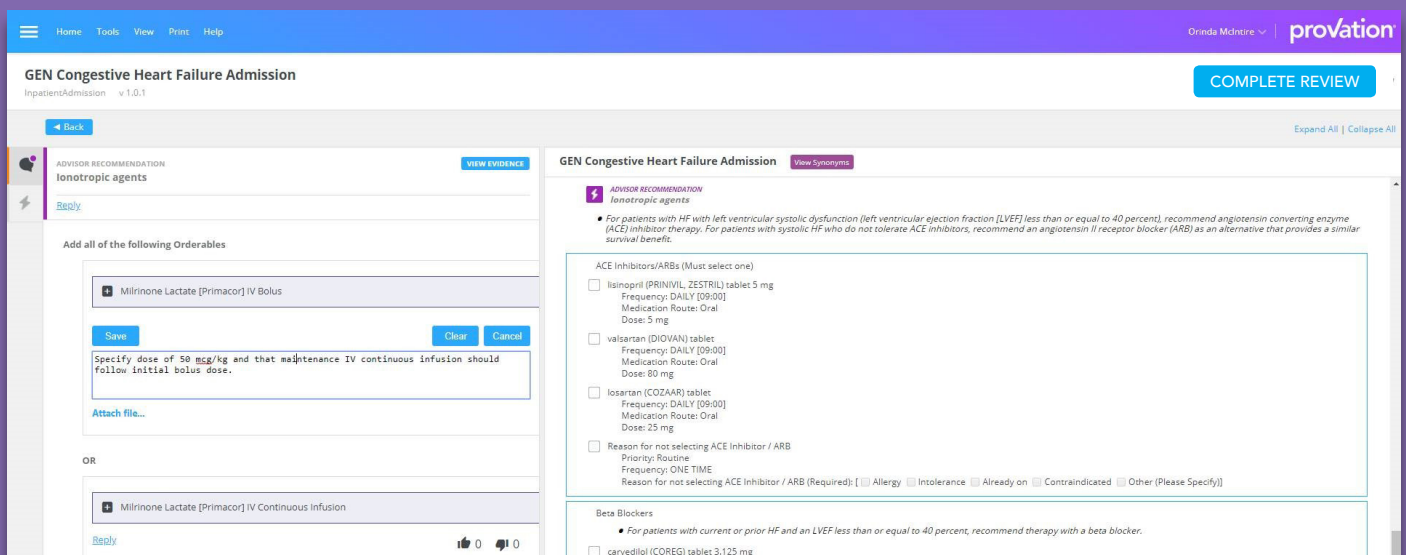 Home Tools View Print Help
Orinda McIntire
provation
GEN Congestive Heart Failure Admission
InpatientAdmission v 1.0.1
COMPLETE REVIEW
Back
Expand All | Collapse All
ADVISOR RECOMMENDATION
VIEW EVIDENCE
Ionotropic agents
Reply
Add all of the following Orderables
Milrinone Lactate [Primacor] IV Bolus
Save
Clear
Cancel
Specify dose of 50 mcg/kg and that maintenance IV continuous infusion should
follow initial bolus dose.
Attach file...
OR
Milrinone Lactate [Primacor] IV Continuous Infusion
Reply
0
0
GEN Congestive Heart Failure Admission
View Synonyms
ADVISOR RECOMMENDATION
Ionotropic agents
• For patients with HF with left ventricular systolic dysfunction (left ventricular ejection fraction [LVEF] less than or equal to 40 percent), recommend angiotensin converting enzyme
(ACE) inhibitor therapy. For patients with systolic HF who do not tolerate ACE inhibitors, recommend an angiotensin II receptor blocker (ARB) as an alternative that provides a similar
survival benefit.
ACE Inhibitors/ARBs (Must select one)
lisinopril (PRINIVIL, ZESTRIL) tablet 5 mg
Frequency: DAILY [09:00]
Medication Route: Oral
Dose: 5 mg
valsartan (DIOVAN) tablet
Frequency: DAILY [09:00]
Medication Route: Oral
Dose: 80 mg
losartan (COZAAR) tablet
Frequency: DAILY [09:00]
Medication Route: Oral
Dose: 25 mg
Reason for not selecting ACE Inhibitor / ARB
Priority: Routine
Frequency: ONE TIME
Reason for not selecting ACE Inhibitor / ARB (Required): [ Allergy Intolerance Already on Contraindicated Other (Please Specify)]
Beta Blockers
• For patients with current or prior HF and an LVEF less than or equal to 40 percent, recommend therapy with a beta blocker.
carvedilol (COREG) tablet 3.125 mg